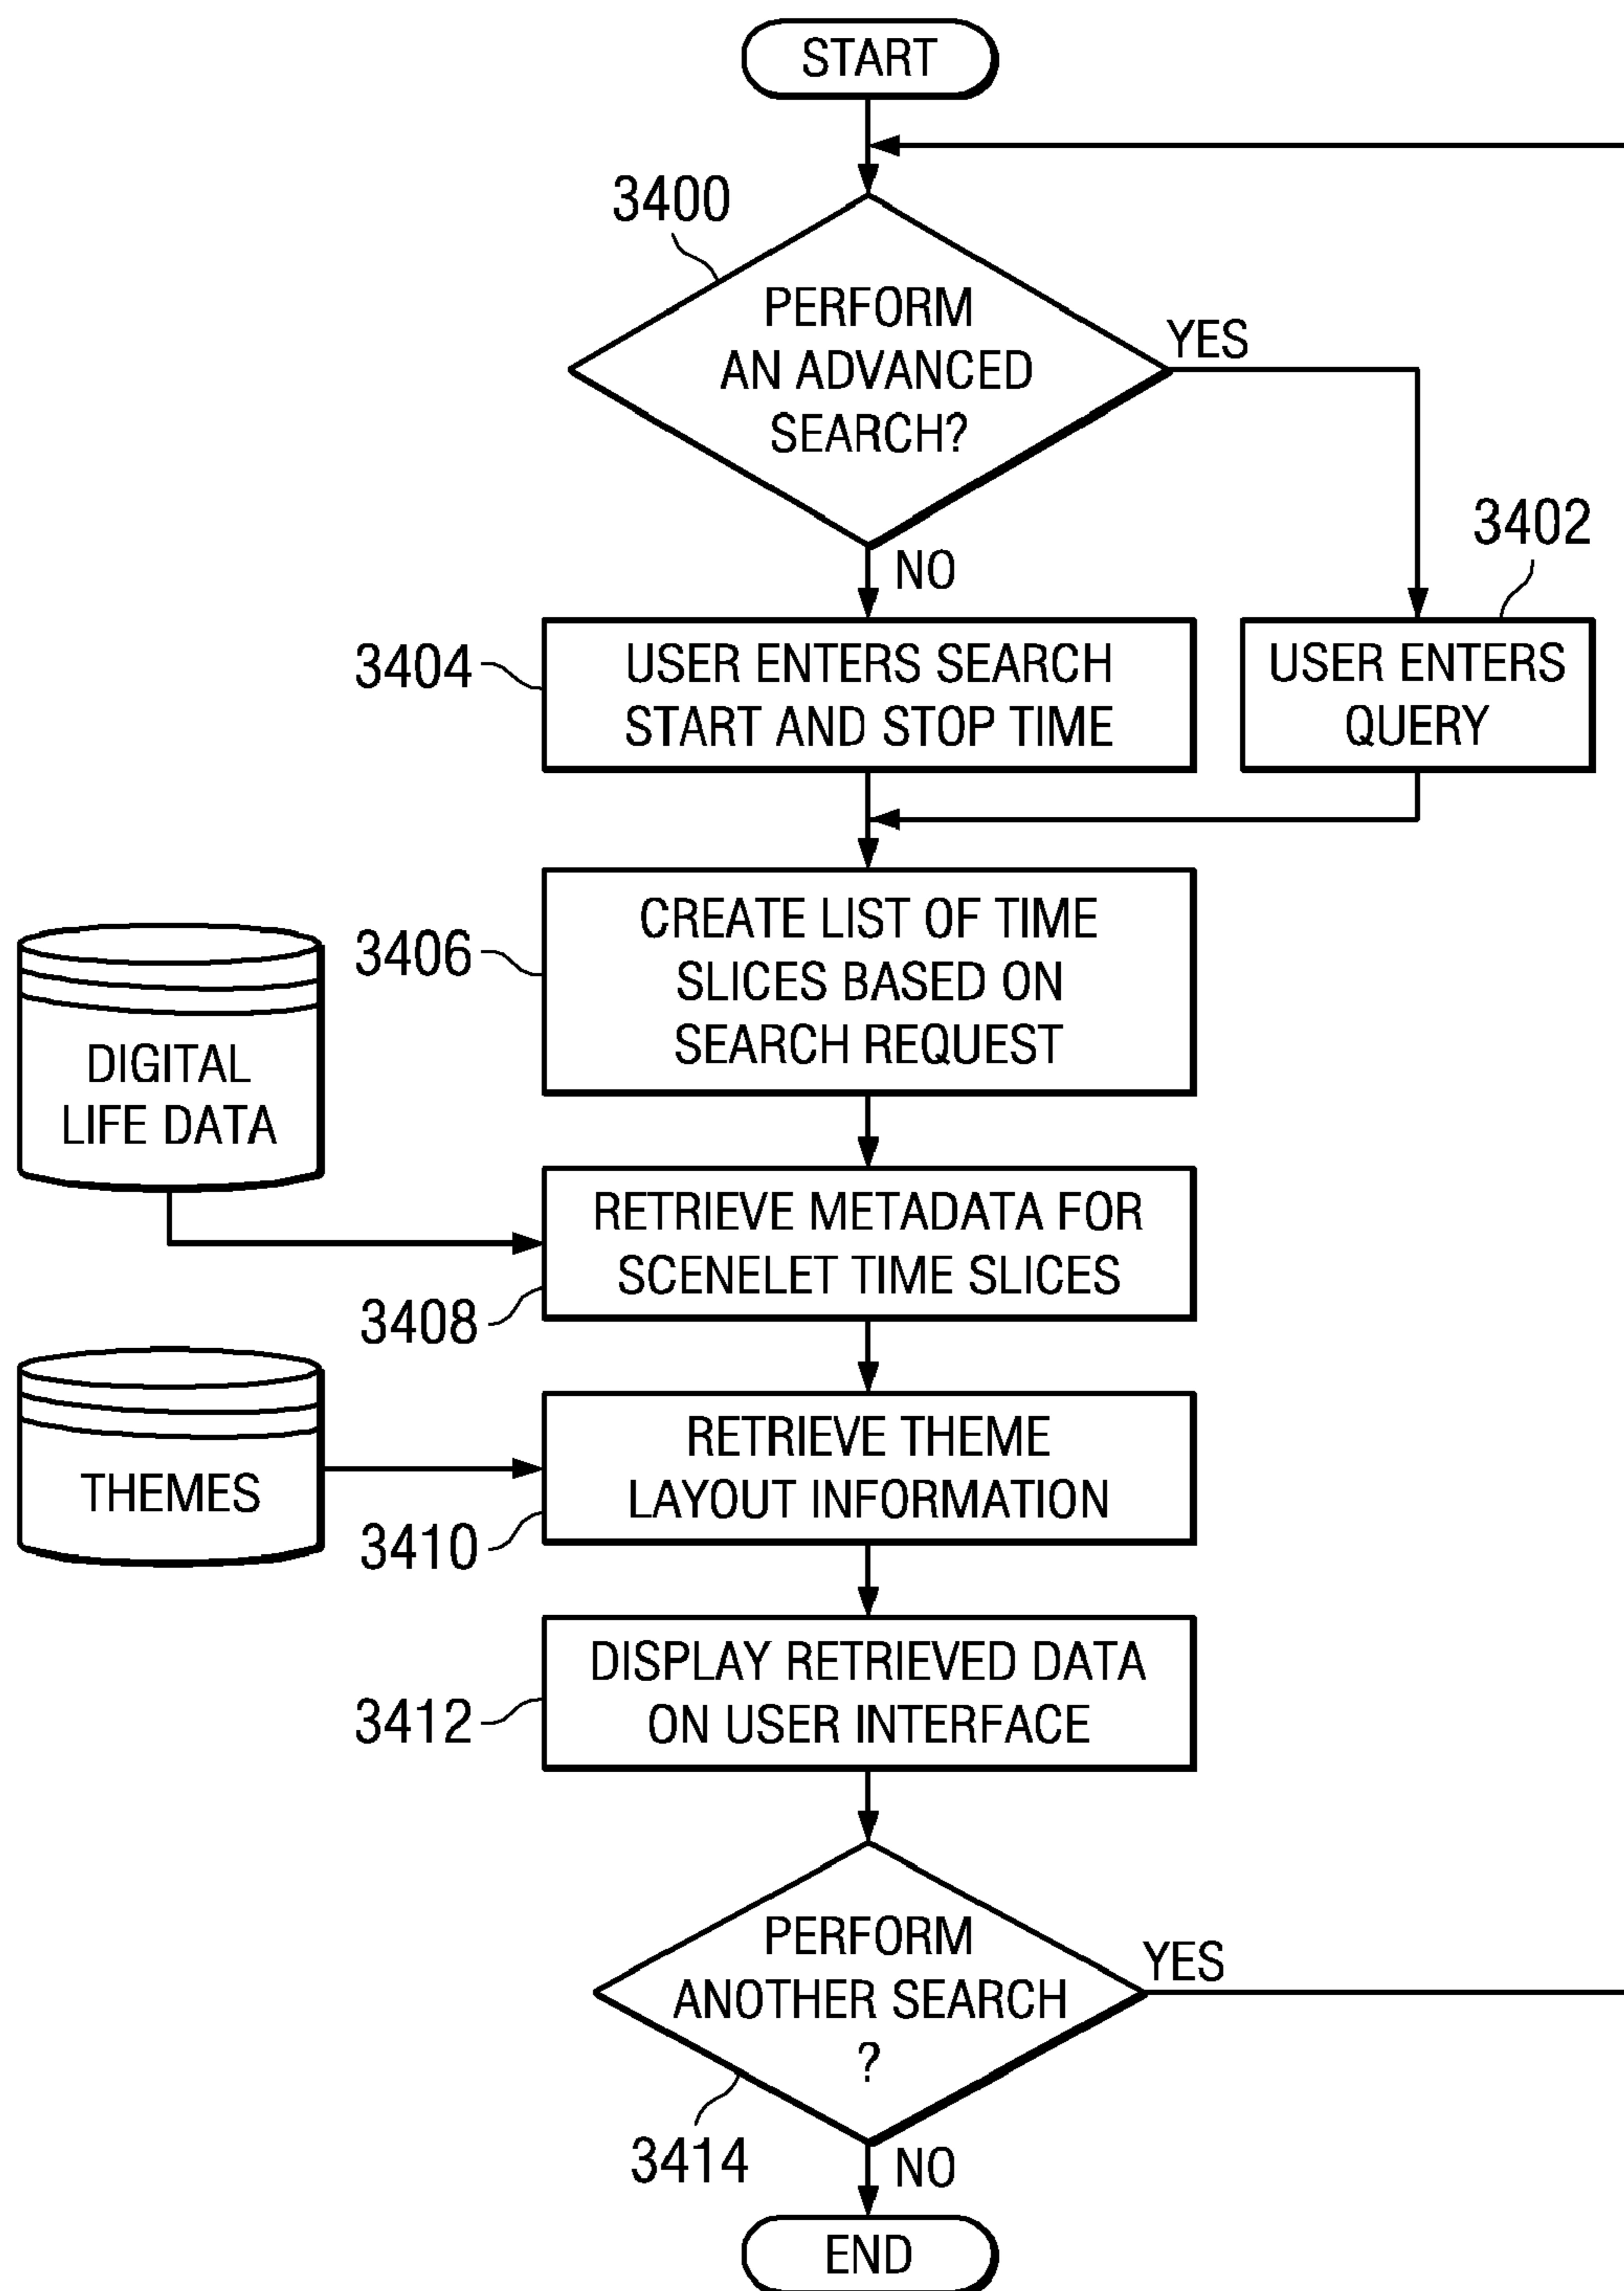 START
3400
PERFORM
AN ADVANCED
SEARCH?
YES
NO
3402
3404
USER ENTERS SEARCH
START AND STOP TIME
USER ENTERS
QUERY
3406
CREATE LIST OF TIME
SLICES BASED ON
SEARCH REQUEST
DIGITAL
LIFE DATA
RETRIEVE METADATA FOR
SCENELET TIME SLICES
3408
THEMES
RETRIEVE THEME
LAYOUT INFORMATION
3410
DISPLAY RETRIEVED DATA
ON USER INTERFACE
3412
PERFORM
ANOTHER SEARCH
?
YES
3414
NO
END